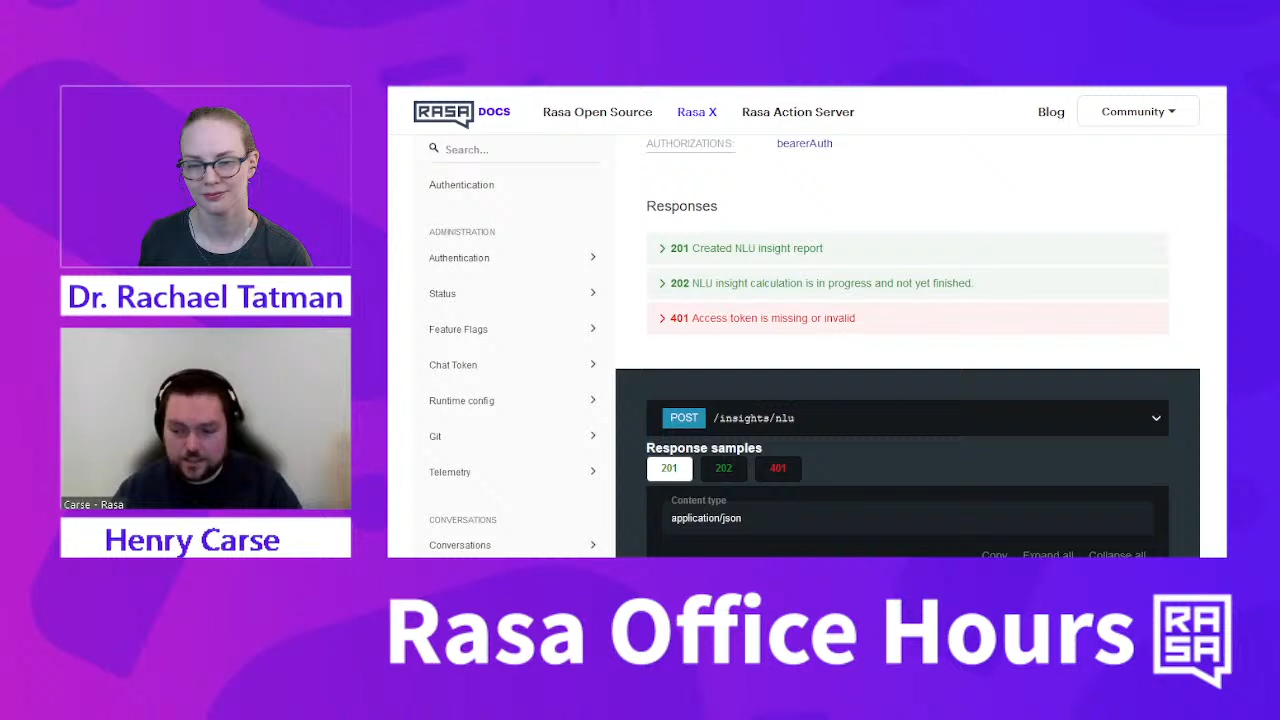 Dr. Rachael Tatman
Carse - Rasa
Henry Carse
RASA DOCS
Rasa Open Source
Rasa X
Rasa Action Server
Blog
Community
Search...
Authentication
ADMINISTRATION
Authentication
Status
Feature Flags
Chat Token
Runtime config
Git
Telemetry
CONVERSATIONS
Conversations
AUTHORIZATIONS: bearerAuth
Responses
201 Created NLU insight report
202 NLU insight calculation is in progress and not yet finished.
401 Access token is missing or invalid
POST /insights/nlu
Response samples
201 202 401
Content type
application/json
Copy Expand all Collapse all
Rasa Office Hours
RA
SA